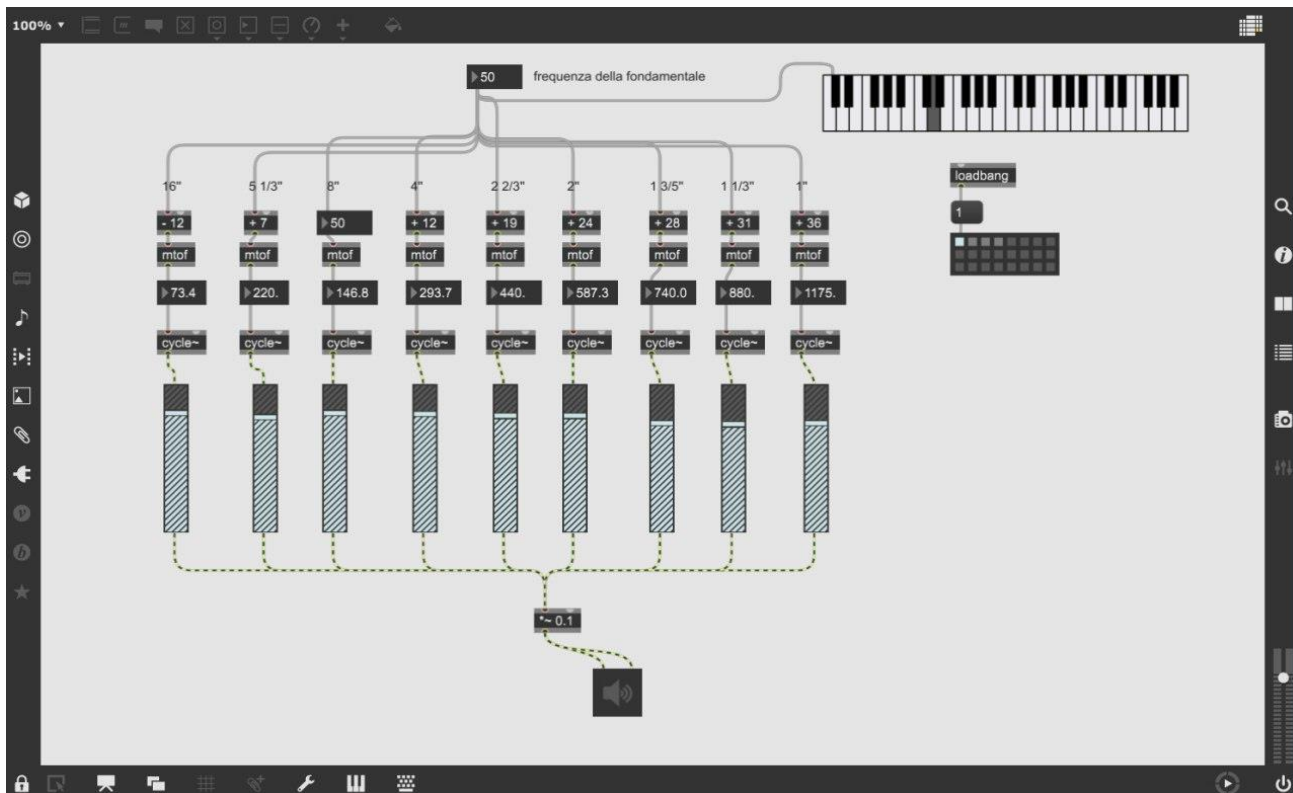 100%
50 frequenza della fondamentale
loadbang
1
16" 5 1/3" 8" 4" 2 2/3" 2" 1 3/5" 1 1/3" 1"
- 12 + 7 50 + 12 + 19 + 24 + 28 + 31 + 36
mtof mtof mtof mtof mtof mtof mtof mtof mtof
73.4 220. 146.8 293.7 440. 587.3 740.0 880. 1175.
cycle~ cycle~ cycle~ cycle~ cycle~ cycle~ cycle~ cycle~ cycle~
*~ 0.1